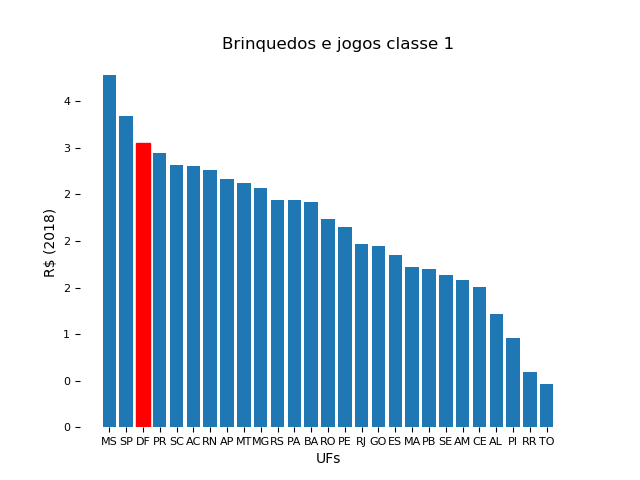 Brinquedos e jogos classe 1
R$ (2018)
4
3
2
2
2
1
0
0
MS SP DF PR SC AC RN AP MT MG RS PA BA RO PE RJ GO ES MA PB SE AM CE AL PI RR TO
UFs